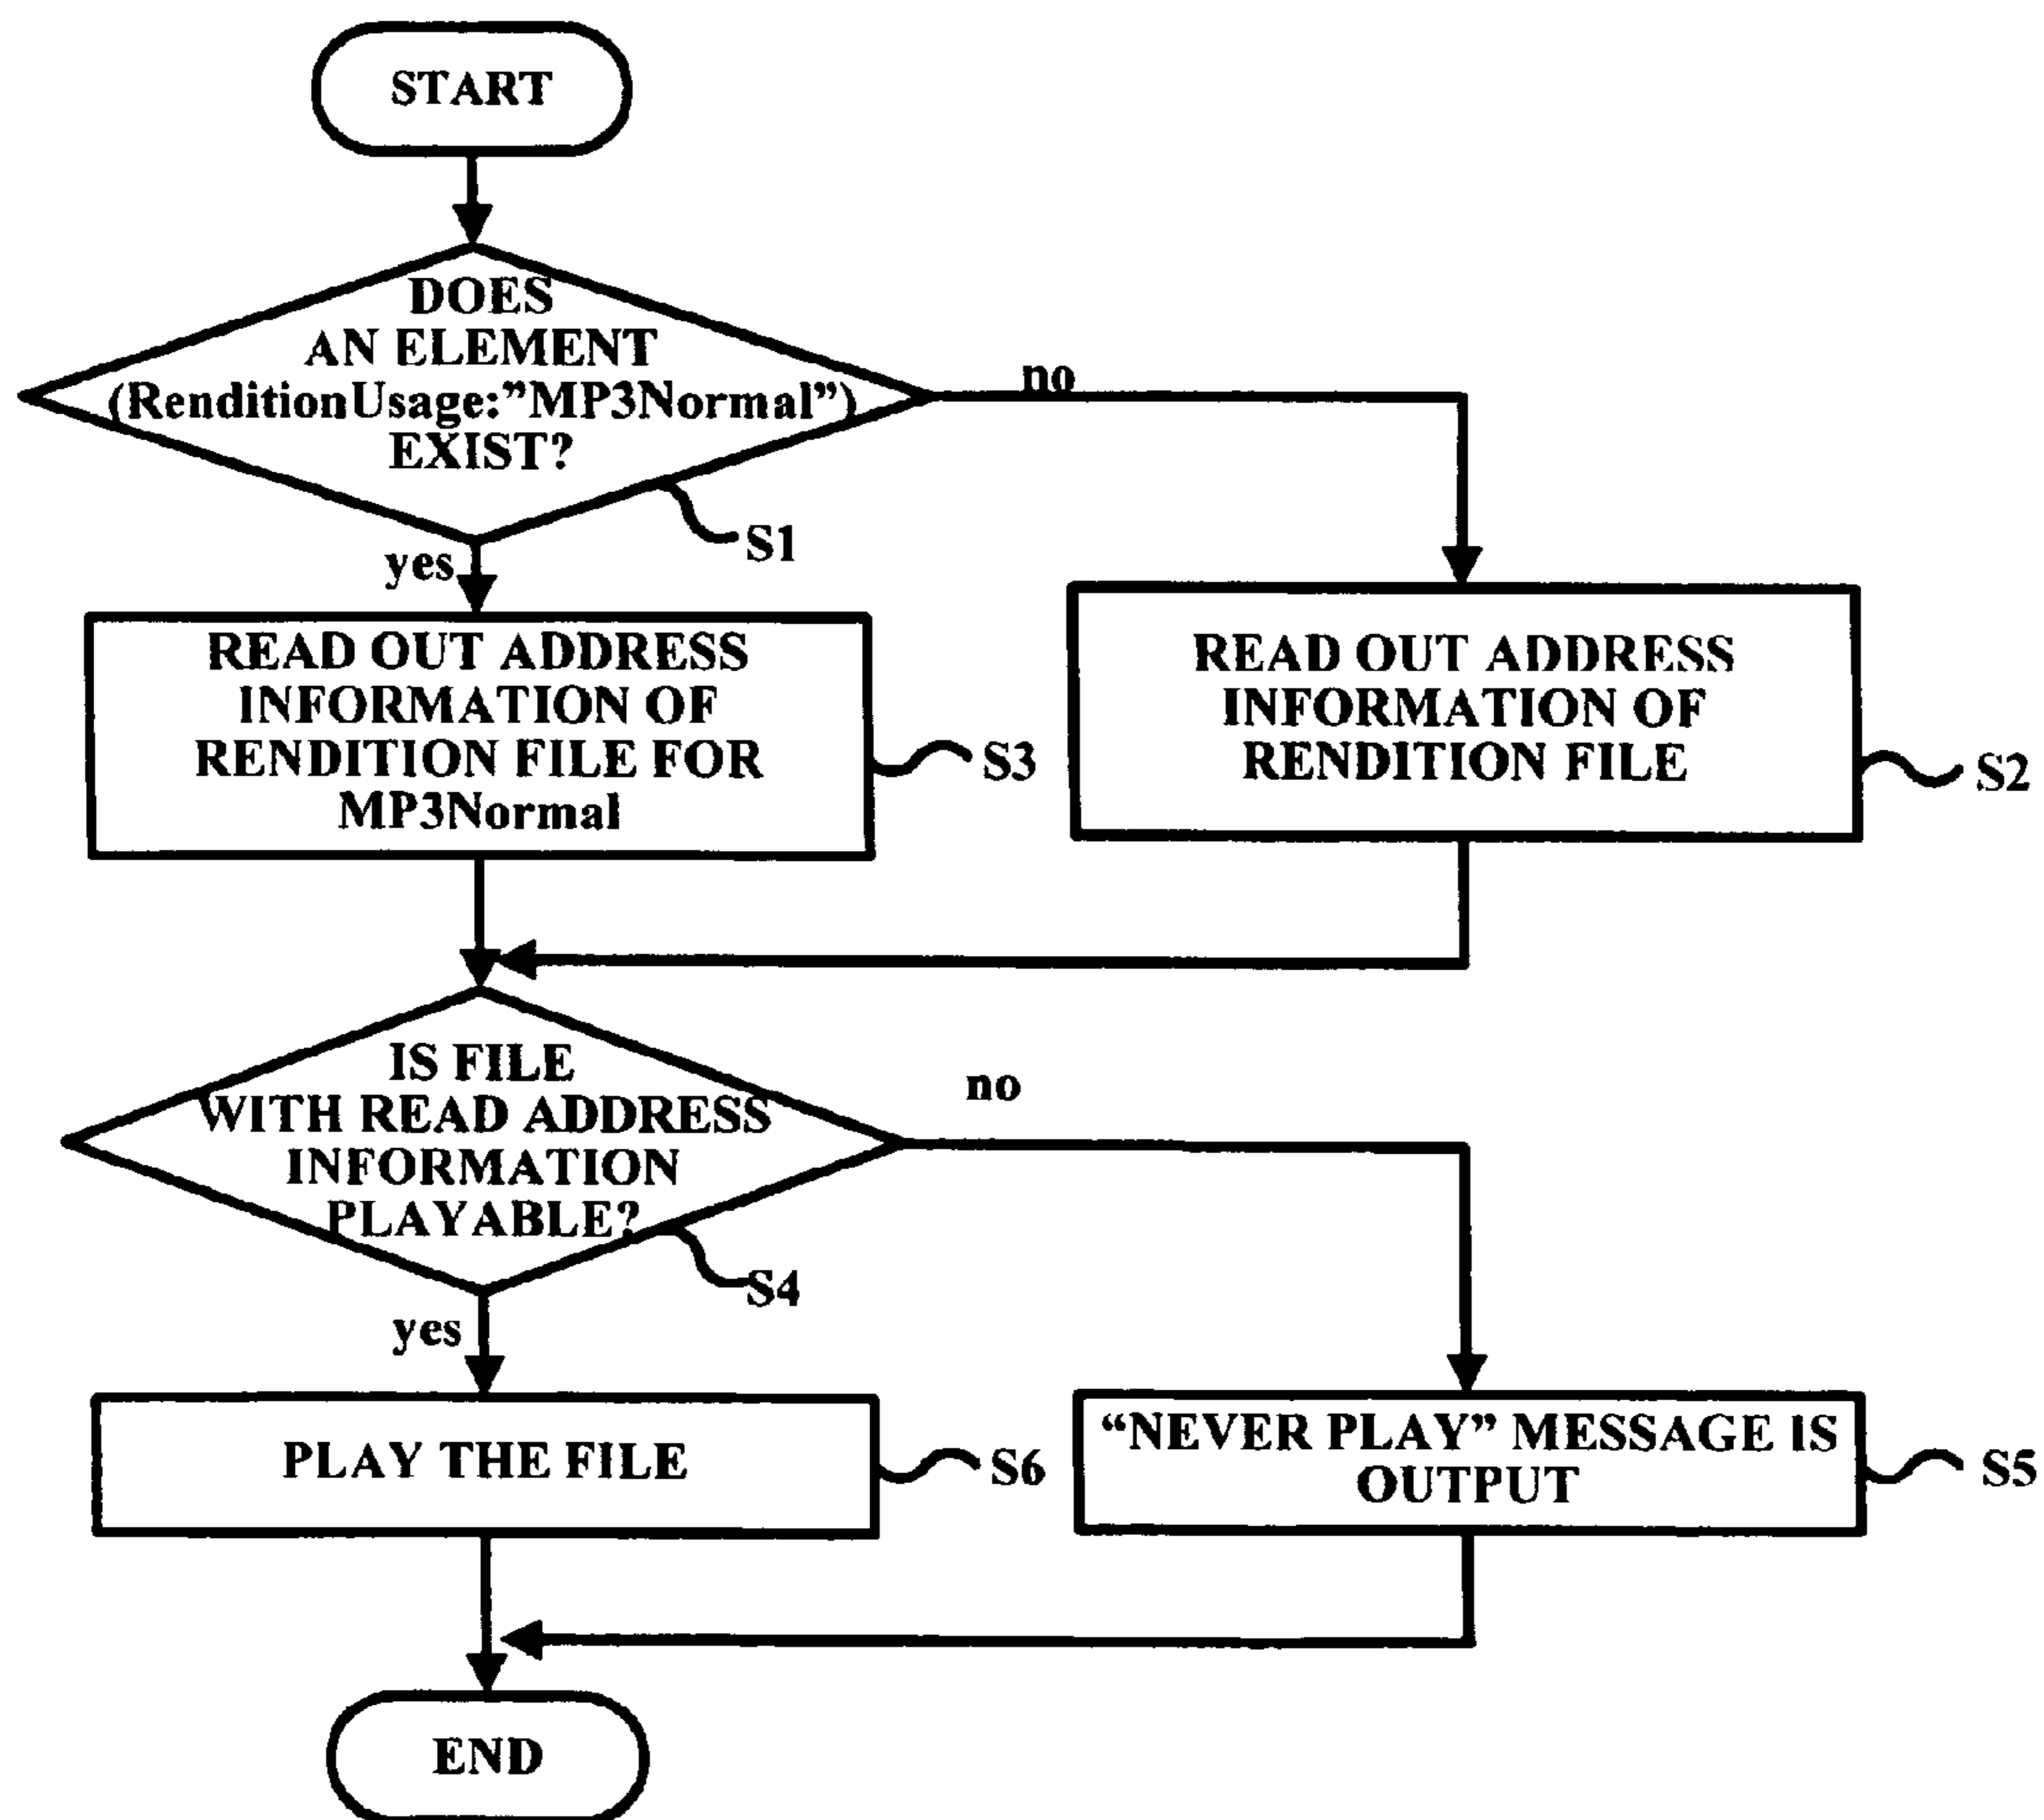 START
DOES
AN ELEMENT
(RenditionUsage:”MP3Normal”)
EXIST?
no
S1
yes
READ OUT ADDRESS
INFORMATION OF
RENDITION FILE FOR
MP3Normal
S3
READ OUT ADDRESS
INFORMATION OF
RENDITION FILE
S2
IS FILE
WITH READ ADDRESS
INFORMATION
PLAYABLE?
no
S4
yes
PLAY THE FILE
S6
“NEVER PLAY” MESSAGE IS
OUTPUT
S5
END